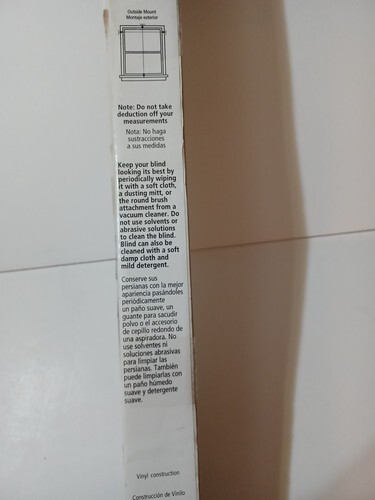 Outside Mount
Montaje exterior
Note: Do not take
deduction off your
measurements
Nota: No haga
sustracciones
a sus medidas
Keep your blind
looking its best by
periodically wiping
it with a soft cloth,
a dusting mitt, or
the round brush
attachment from a
vacuum cleaner. Do
not use solvents or
abrasive solutions
to clean the blind.
Blind can also be
cleaned with a soft
damp cloth and
mild detergent.
Conserve sus
persianas con la mejor
apariencia pasándoles
periódicamente
un paño suave, un
guante para sacudir
polvo o el accesorio
de cepillo redondo de
una aspiradora. No
use solventes ni
soluciones abrasivas
para limpiar las
persianas. También
puede limpiarlas con
un paño húmedo
suave y detergente
suave.
Vinyl construction
Construcción de Vinilo